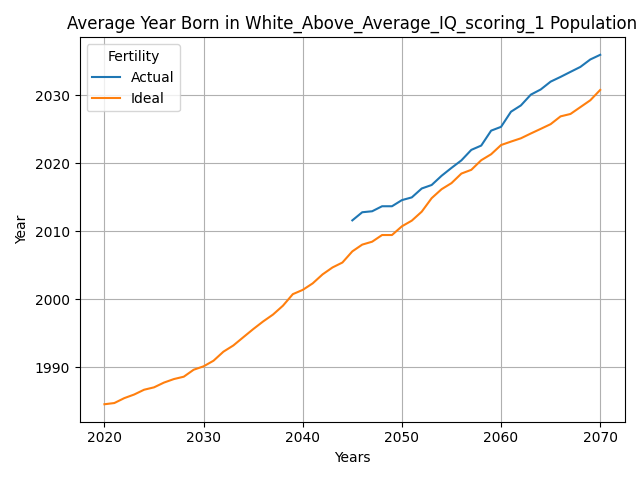 Average Year Born in White_Above_Average_IQ_scoring_1 Population
Fertility
Actual
Ideal
Year
2030
2020
2010
2000
1990
2020 2030 2040 2050 2060 2070
Years